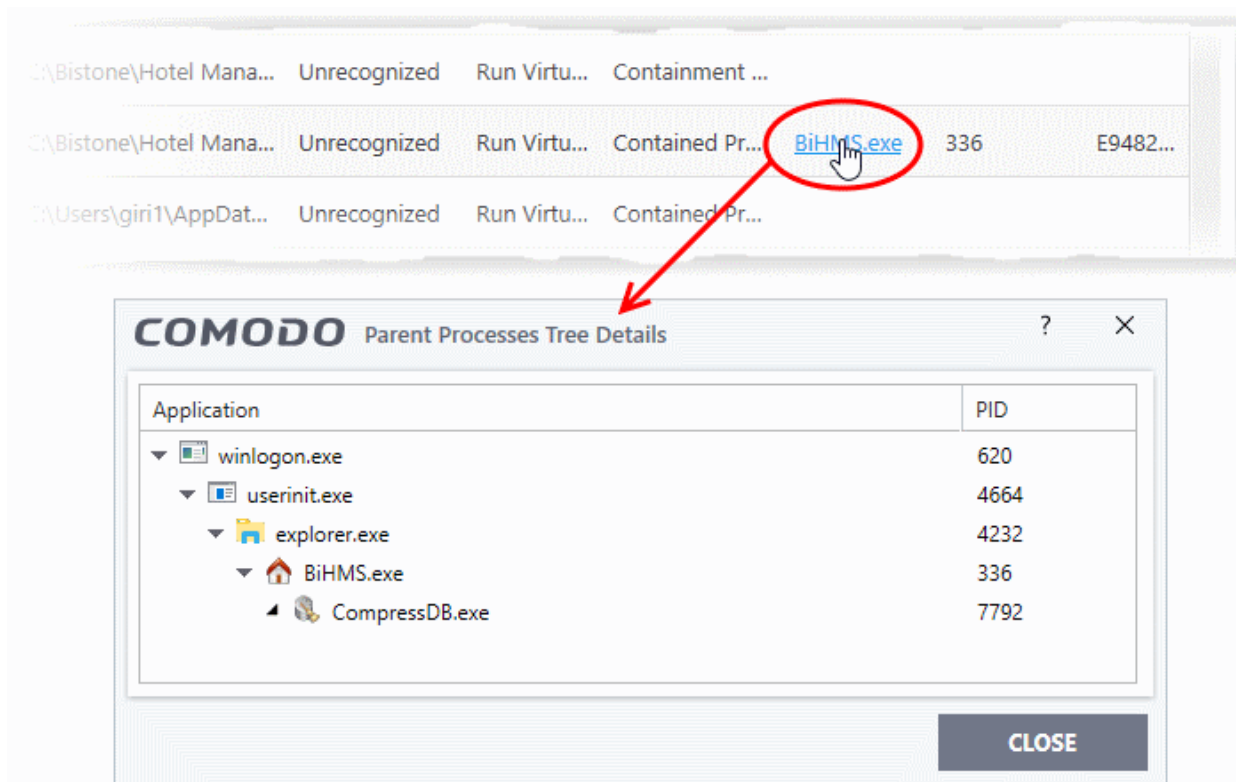 :\Bistone\Hotel Mana... Unrecognized Run Virtu... Containment ...
C:\Bistone\Hotel Mana... Unrecognized Run Virtu... Contained Pr... BiHMS.exe 336 E9482...
C:\Users\giri1\AppDat... Unrecognized Run Virtu... Contained Pr...
COMODO Parent Processes Tree Details ? X
Application PID
winlogon.exe 620
userinit.exe 4664
explorer.exe 4232
BiHMS.exe 336
CompressDB.exe 7792
CLOSE